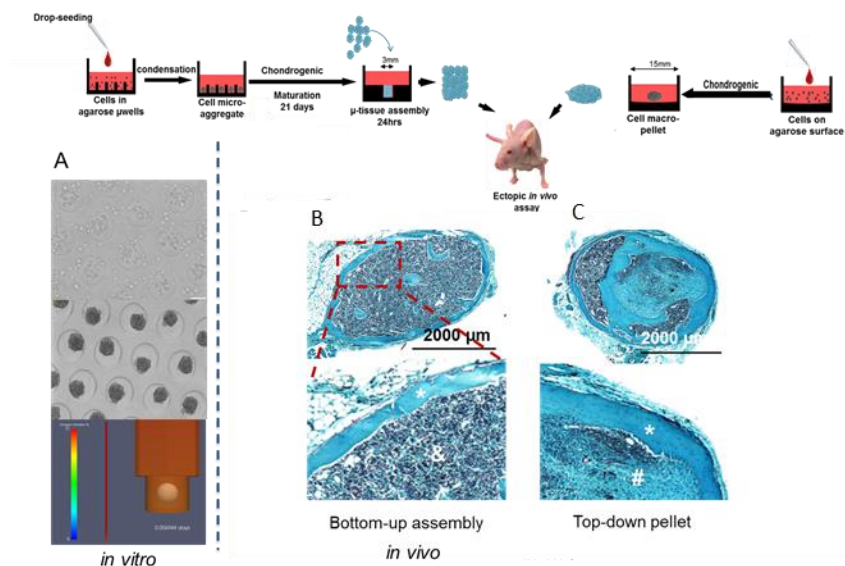 Drop-seeding
condensation
Cells in
agarose µwells
Cell micro-
aggregate
Chondrogenic
Maturation
21 days
3mm
µ-tissue assembly
24hrs
Ectopic in vivo
assay
15mm
Cell macro-
pellet
Chondrogenic
Cells on
agarose surface
A
B
C
2000 µm
2000 µm
*
&
*
#
Bottom-up assembly
Top-down pellet
in vitro
in vivo